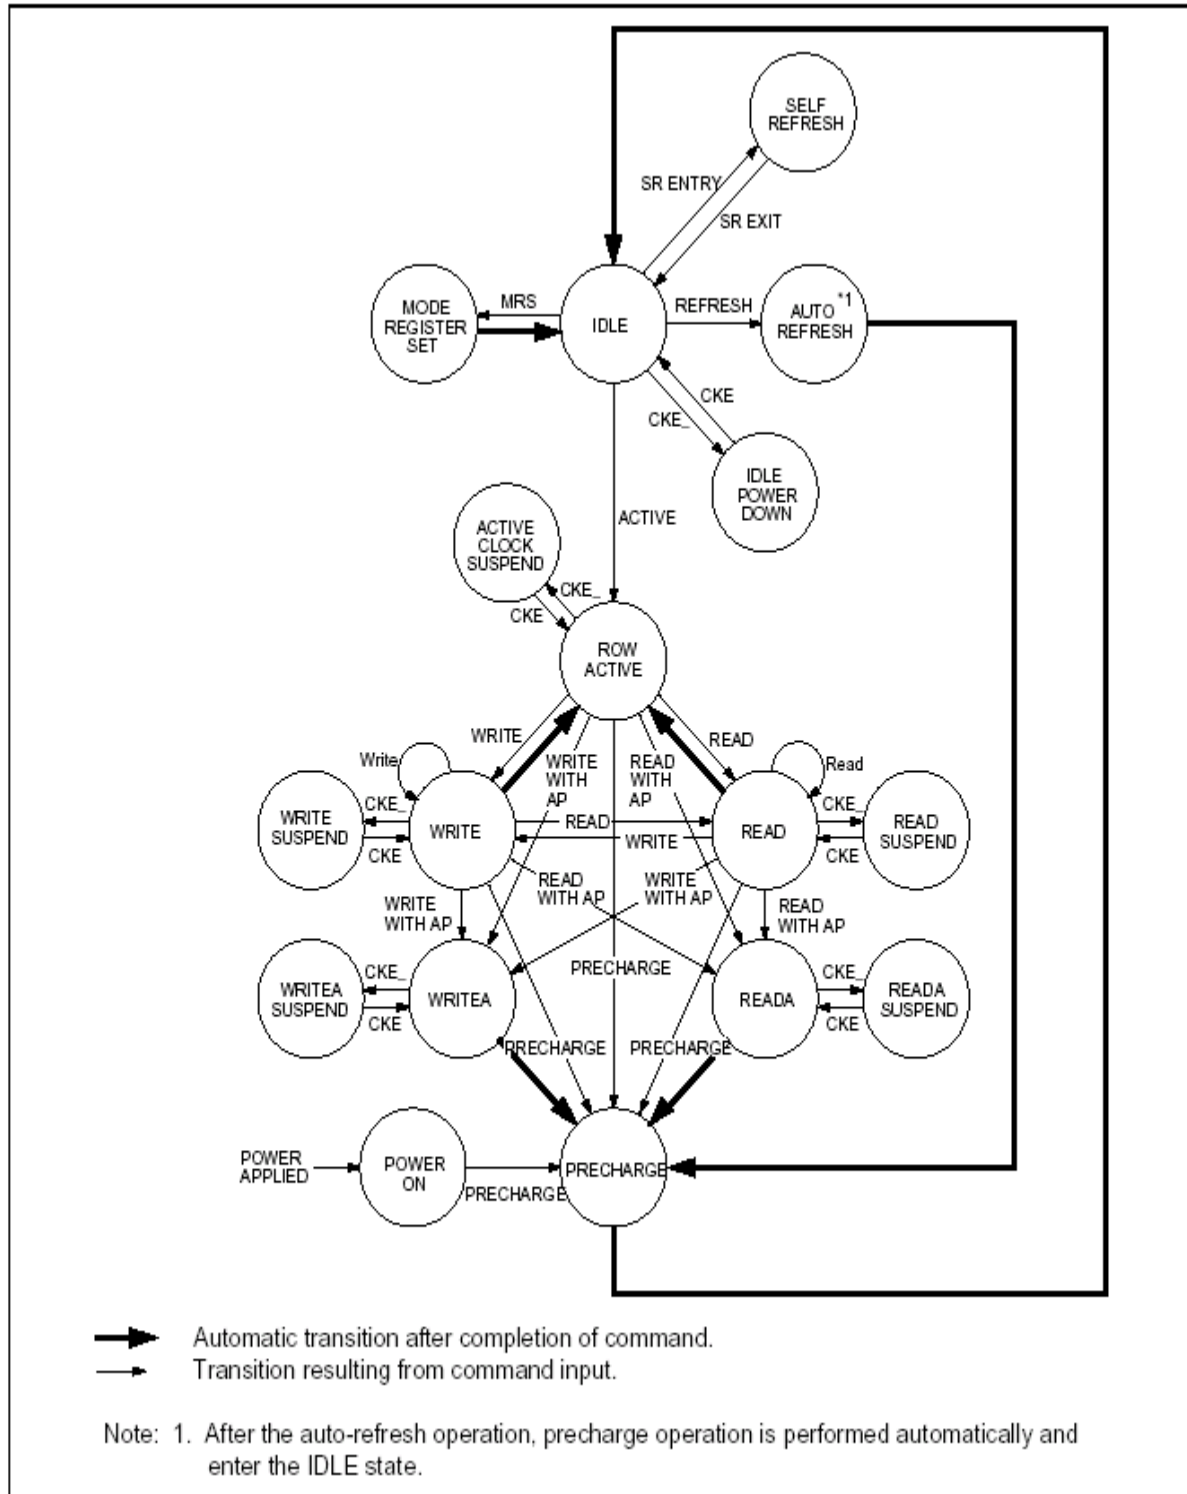 SELF
REFRESH
SR ENTRY
SR EXIT
MODE
REGISTER
SET
MRS
IDLE
REFRESH
AUTO *1
REFRESH
CKE
CKE_
IDLE
POWER
DOWN
ACTIVE
ACTIVE
CLOCK
SUSPEND
CKE_
CKE
ROW
ACTIVE
WRITE
WRITE
WITH
AP
READ
WITH
AP
READ
Write
Read
WRITE
SUSPEND
CKE_
CKE
WRITE
READ
WRITE
READ
CKE_
CKE
READ
SUSPEND
WRITE
WITH AP
READ
WITH AP
WRITE
WITH AP
READ
WITH AP
WRITEA
SUSPEND
CKE_
CKE
WRITEA
PRECHARGE
READA
CKE_
CKE
READA
SUSPEND
PRECHARGE
PRECHARGE
POWER
APPLIED
POWER
ON
PRECHARGE
PRECHARGE
Automatic transition after completion of command.
Transition resulting from command input.
Note: 1. After the auto-refresh operation, precharge operation is performed automatically and
enter the IDLE state.